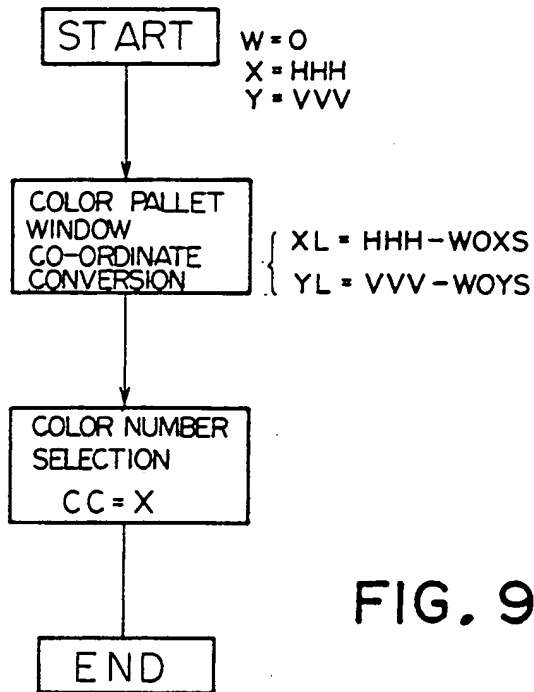 START
W = 0
X = HHH
Y = VVV
COLOR PALLET
WINDOW
CO-ORDINATE
CONVERSION
XL = HHH-WOXS
YL = VVV-WOYS
COLOR NUMBER
SELECTION
CC = X
END
FIG. 9